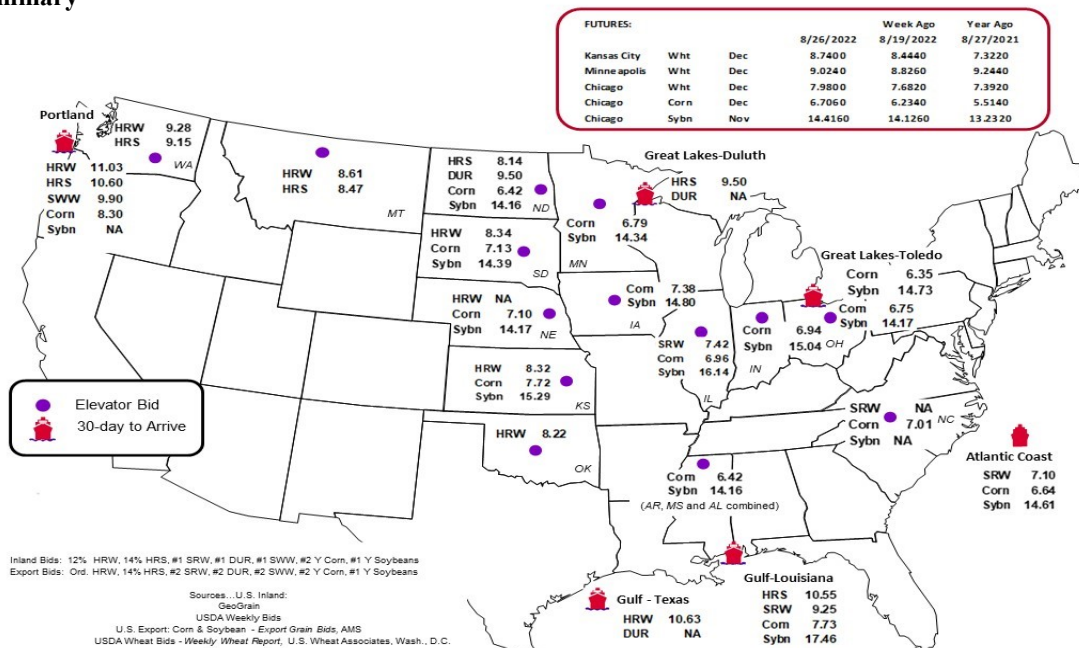 FUTURES: Week Ago Year Ago
8/26/2022 8/19/2022 8/27/2021
Kansas City Wht Dec 8.7400 8.4440 7.3220
Minneapolis Wht Dec 9.0240 8.8260 9.2440
Chicago Wht Dec 7.9800 7.6820 7.3920
Chicago Corn Dec 6.7060 6.2340 5.5140
Chicago Sybn Nov 14.4160 14.1260 13.2320
Portland
HRW 9.28
HRS 9.15
WA
HRW 11.03
HRS 10.60
SWW 9.90
Corn 8.30
Sybn NA
HRW 8.61
HRS 8.47
MT
HRS 8.14
DUR 9.50
Corn 6.42
Sybn 14.16
ND
HRW 8.34
Corn 7.13
Sybn 14.39
SD
HRW NA
Corn 7.10
Sybn 14.17
NE
HRW 8.32
Corn 7.72
Sybn 15.29
KS
HRW 8.22
OK
Great Lakes-Duluth
HRS 9.50
DUR NA
Corn 6.79
Sybn 14.34
MN
Corn 7.38
Sybn 14.80
IA
SRW 7.42
Corn 6.96
Sybn 16.14
IL
Great Lakes-Toledo
Corn 6.35
Sybn 14.73
Corn 6.75
Sybn 14.17
OH
Corn 6.94
Sybn 15.04
IN
SRW NA
Corn 7.01
Sybn NA
NC
Atlantic Coast
SRW 7.10
Corn 6.64
Sybn 14.61
Corn 6.42
Sybn 14.16
(AR, MS and AL combined)
Gulf-Louisiana
HRS 10.55
SRW 9.25
Corn 7.73
Sybn 17.46
Gulf - Texas
HRW 10.63
DUR NA
Elevator Bid
30-day to Arrive
Inland Bids: 12% HRW, 14% HRS, #1 SRW, #1 DUR, #1 SWW, #2 Y Corn, #1 Y Soybeans
Export Bids: Ord. HRW, 14% HRS, #2 SRW, #2 DUR, #2 SWW, #2 Y Corn, #1 Y Soybeans
Sources...U.S. Inland:
GeoGrain
USDA Weekly Bids
U.S. Export: Corn & Soybean - Export Grain Bids, AMS
USDA Wheat Bids - Weekly Wheat Report, U.S. Wheat Associates, Wash., D.C.